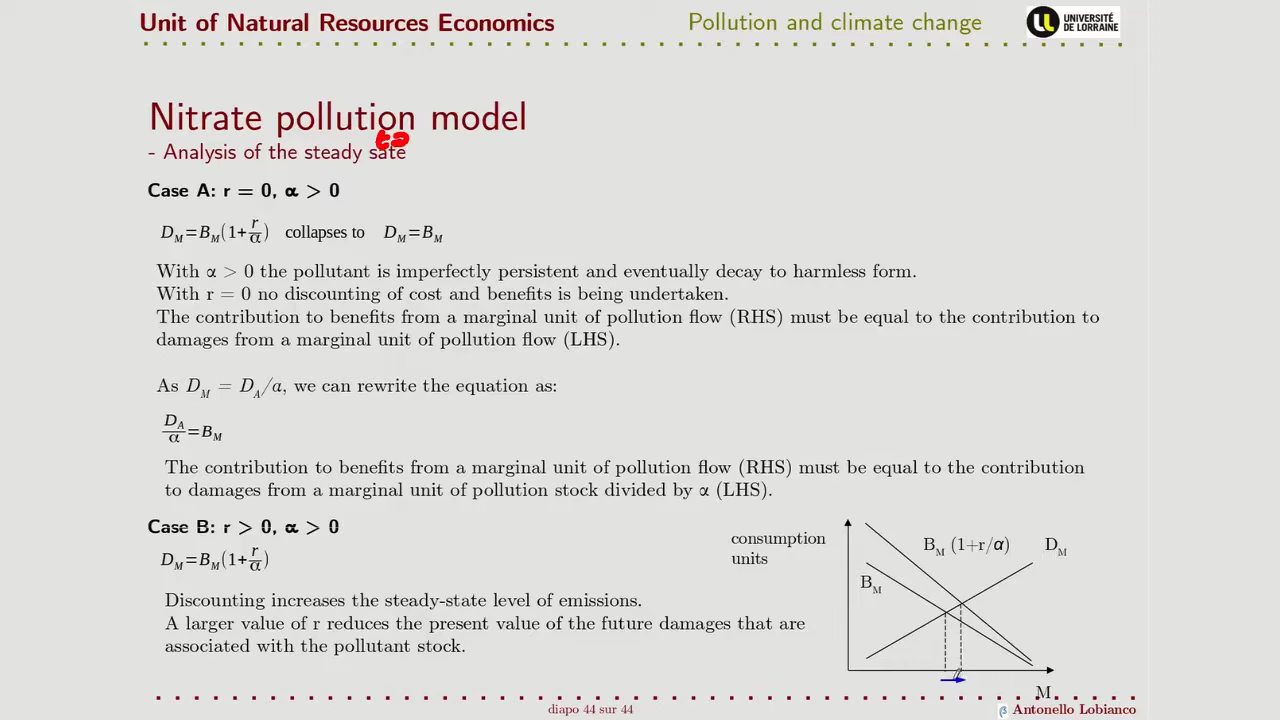 Unit of Natural Resources Economics
Pollution and climate change
UNIVERSITÉ
DE LORRAINE
Nitrate pollution model
ta
- Analysis of the steady sate
Case A: r = 0, α > 0
D_M=B_M(1+r/α) collapses to D_M=B_M
With α > 0 the pollutant is imperfectly persistent and eventually decay to harmless form.
With r = 0 no discounting of cost and benefits is being undertaken.
The contribution to benefits from a marginal unit of pollution flow (RHS) must be equal to the contribution to
damages from a marginal unit of pollution flow (LHS).
As D_M = D_A/a, we can rewrite the equation as:
D_A/α=B_M
The contribution to benefits from a marginal unit of pollution flow (RHS) must be equal to the contribution
to damages from a marginal unit of pollution stock divided by α (LHS).
Case B: r > 0, α > 0
D_M=B_M(1+r/α)
Discounting increases the steady-state level of emissions.
A larger value of r reduces the present value of the future damages that are
associated with the pollutant stock.
consumption
units
B_M (1+r/α)
D_M
B_M
M
diapo 44 sur 44
β Antonello Lobianco